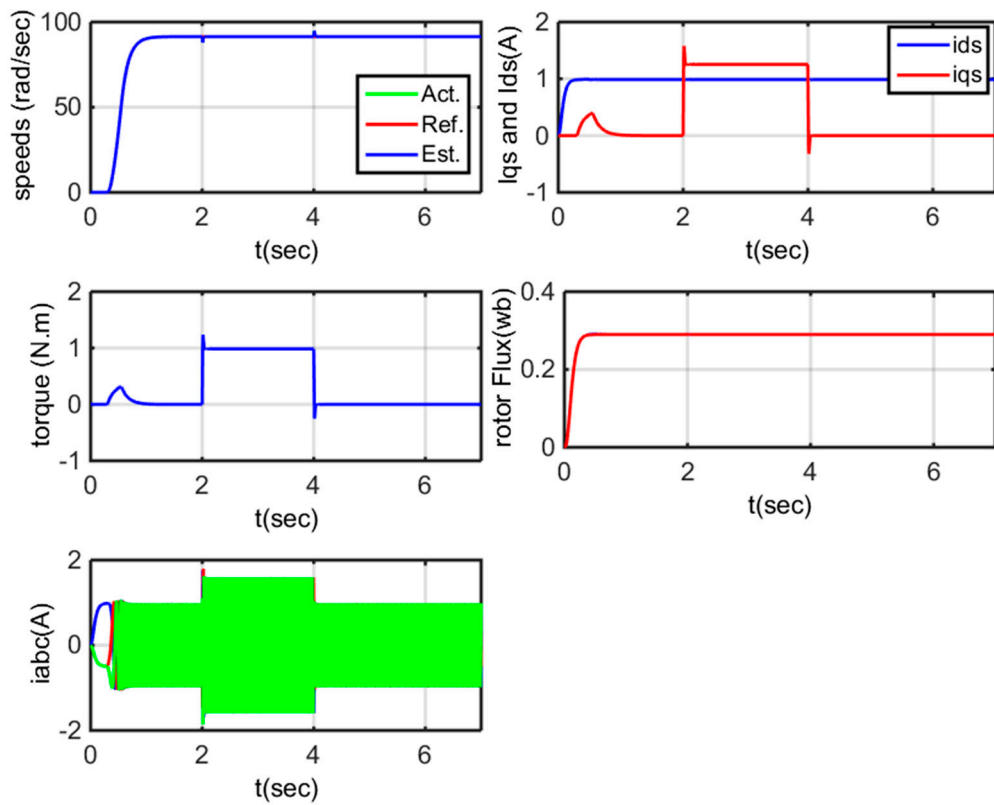 speeds (rad/sec)
100
50
0
Act.
Ref.
Est.
0 2 4 6
t(sec)
Iqs and Ids(A)
2
1
0
-1
ids
iqs
0 2 4 6
t(sec)
torque (N.m)
2
1
0
-1
0 2 4 6
t(sec)
rotor Flux(wb)
0.4
0.2
0
0 2 4 6
t(sec)
iabc(A)
2
0
-2
0 2 4 6
t(sec)